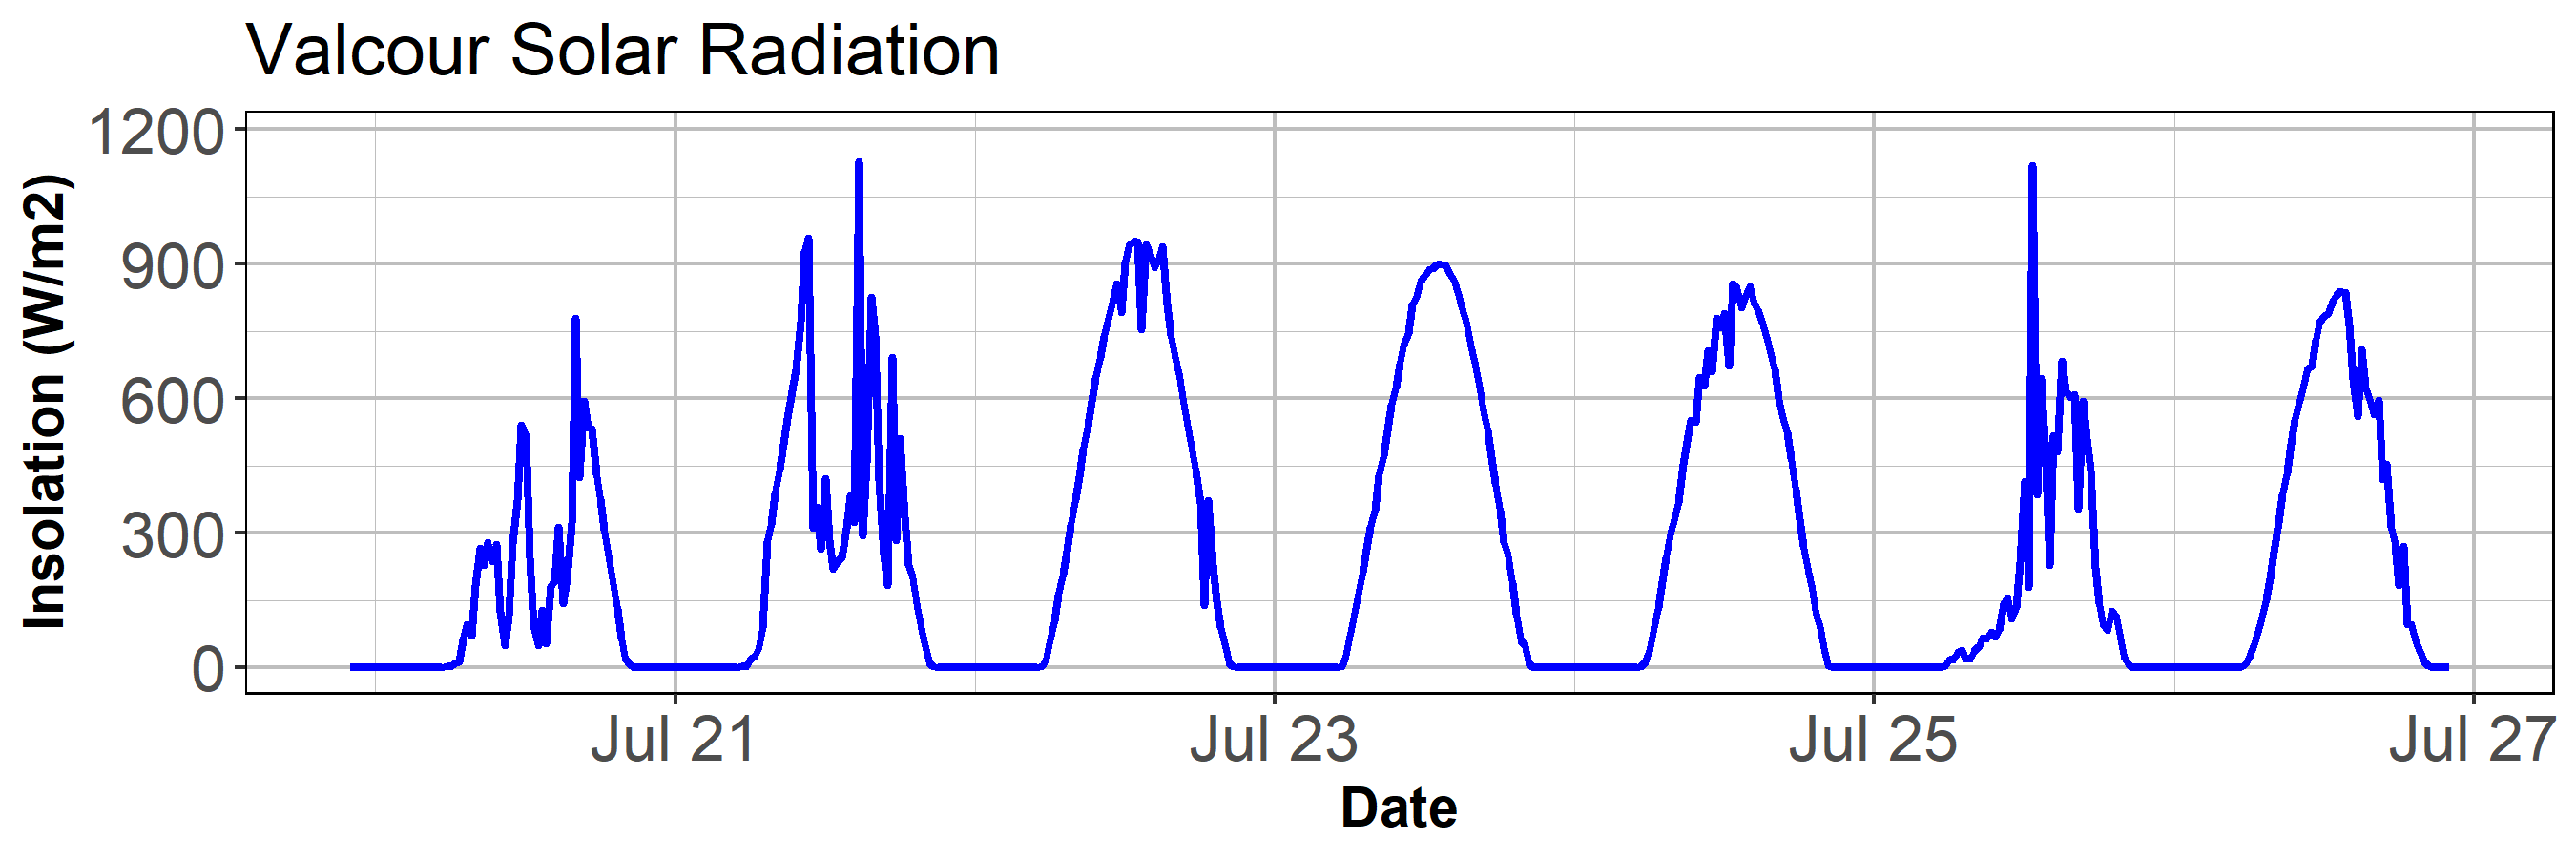 Valcour Solar Radiation
Insolation (W/m2)
1200
900
600
300
0
Jul 21
Jul 23
Jul 25
Jul 27
Date